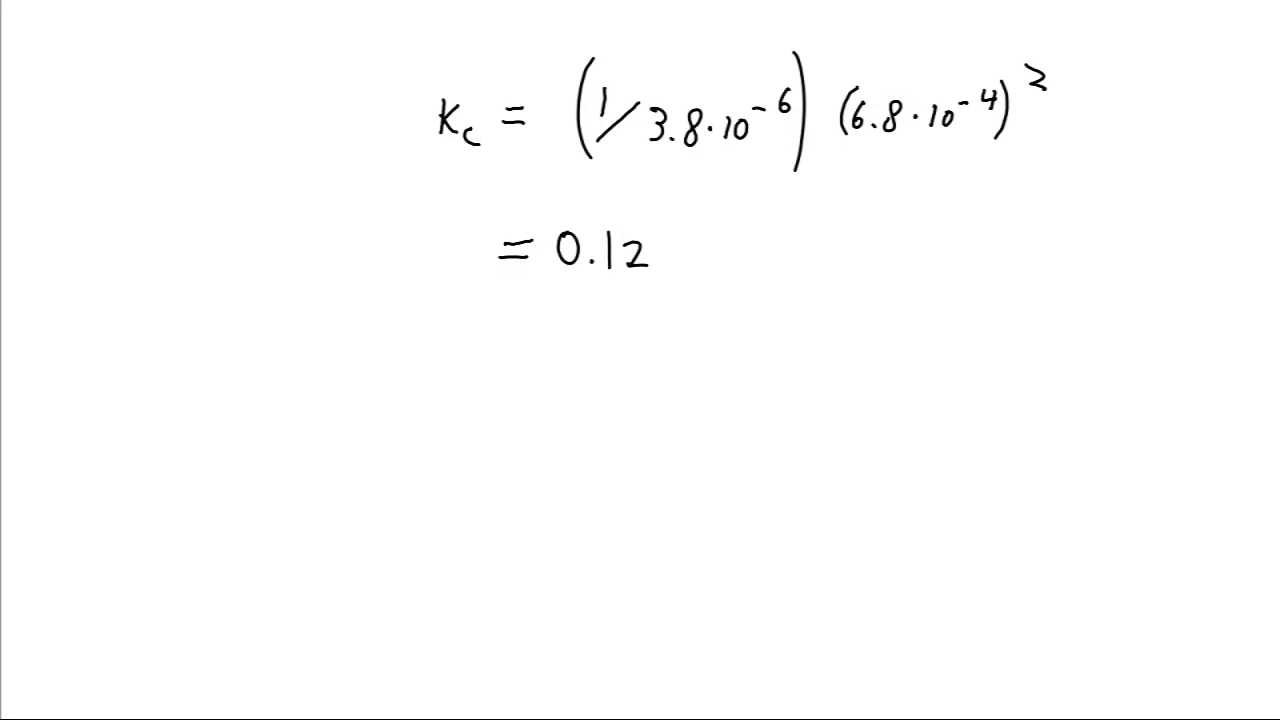 Kc = (1/3.8·10⁻⁶) (6.8·10⁻⁴)²
= 0.12